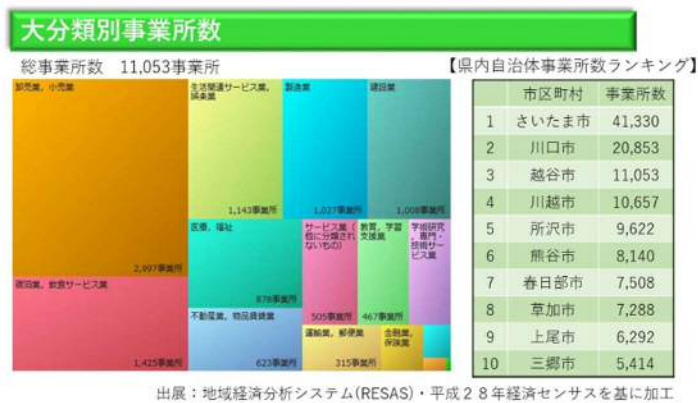 大分類別事業所数
総事業所数 11,053事業所
卸売業，小売業
2,997事業所
宿泊業，飲食サービス業
1,425事業所
生活関連サービス業，
娯楽業
1,143事業所
製造業
1,027事業所
建設業
1,008事業所
医療，福祉
878事業所
不動産業，物品賃貸業
623事業所
サービス業（
他に分類され
ないもの）
505事業所
教育，学習
支援業
467事業所
学術研究
，専門・
技術サー
ビス業
運輸業，郵便業
315事業所
金融業，
保険業
【県内自治体事業所数ランキング】
市区町村 事業所数
1 さいたま市 41,330
2 川口市 20,853
3 越谷市 11,053
4 川越市 10,657
5 所沢市 9,622
6 熊谷市 8,140
7 春日部市 7,508
8 草加市 7,288
9 上尾市 6,292
10 三郷市 5,414
出展：地域経済分析システム(RESAS)・平成２８年経済センサスを基に加工